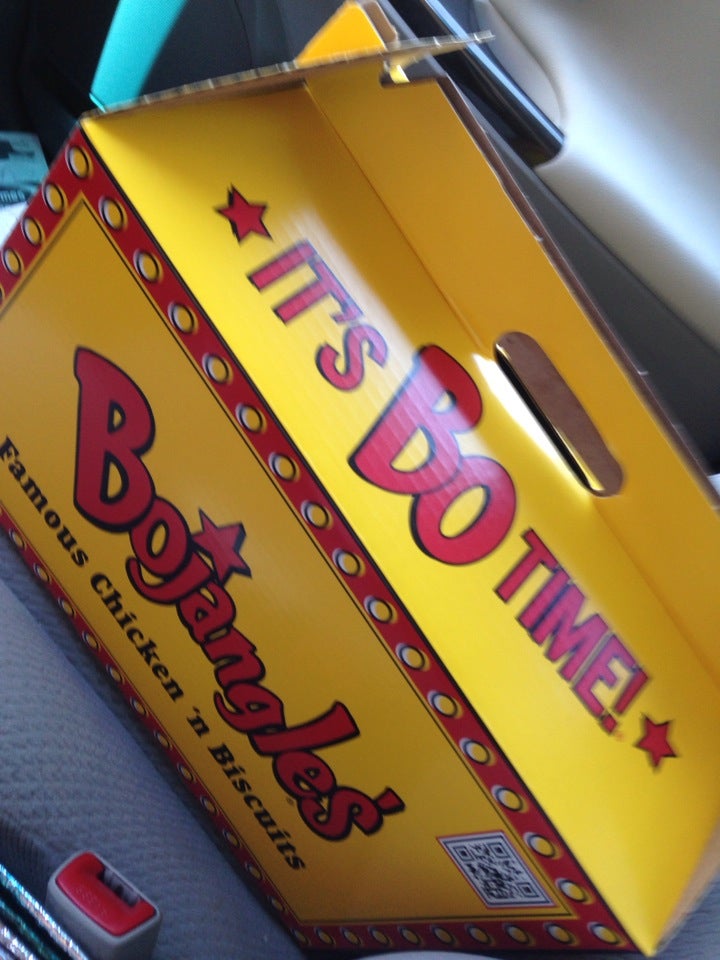 IT'S BO TIME!
Bojangles'
Famous Chicken 'n Biscuits